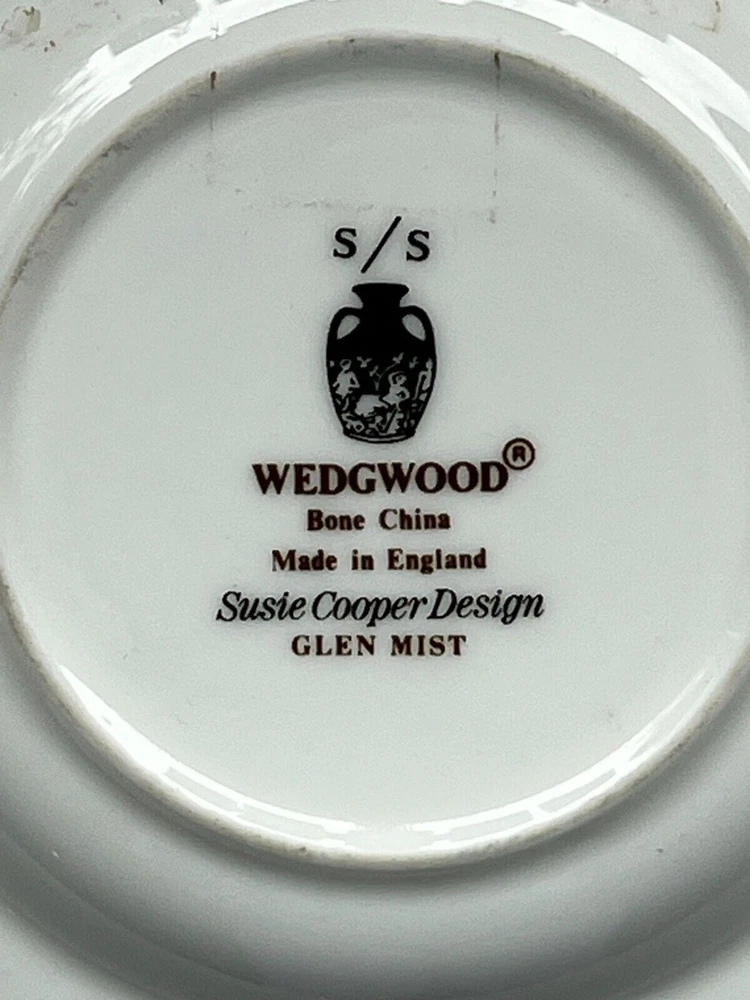 S/S
WEDGWOOD®
Bone China
Made in England
Susie Cooper Design
GLEN MIST